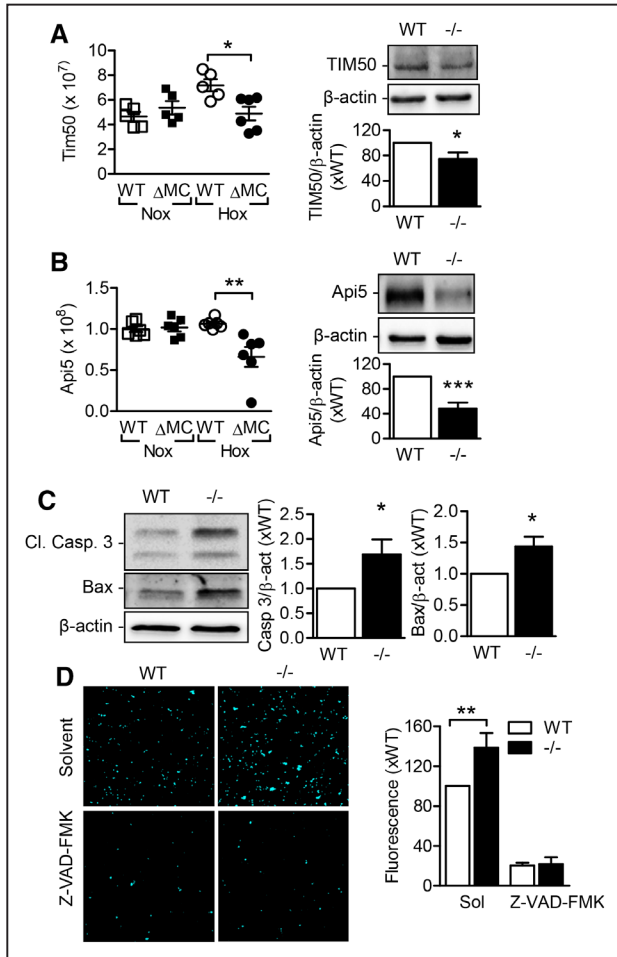 A
Tim50 (x 10⁷)
10
8
6
4
2
0
*
WT ΔMC WT ΔMC
Nox Hox
WT -/-
TIM50
β-actin
TIM50/β-actin
(xWT)
120
80
40
0
*
WT -/-
B
Api5 (x 10⁸)
1.5
1.0
0.5
0.0
**
WT ΔMC WT ΔMC
Nox Hox
WT -/-
Api5
β-actin
Api5/β-actin
(xWT)
120
80
40
0
***
WT -/-
C
WT -/-
Cl. Casp. 3
Bax
β-actin
Casp 3/β-act (xWT)
2.5
2.0
1.5
1.0
0.5
0.0
*
WT -/-
Bax/β-act (xWT)
2.0
1.5
1.0
0.5
0.0
*
WT -/-
D
WT -/-
Solvent
Z-VAD-FMK
Fluorescence (xWT)
160
120
80
40
0
**
WT
-/-
Sol Z-VAD-FMK